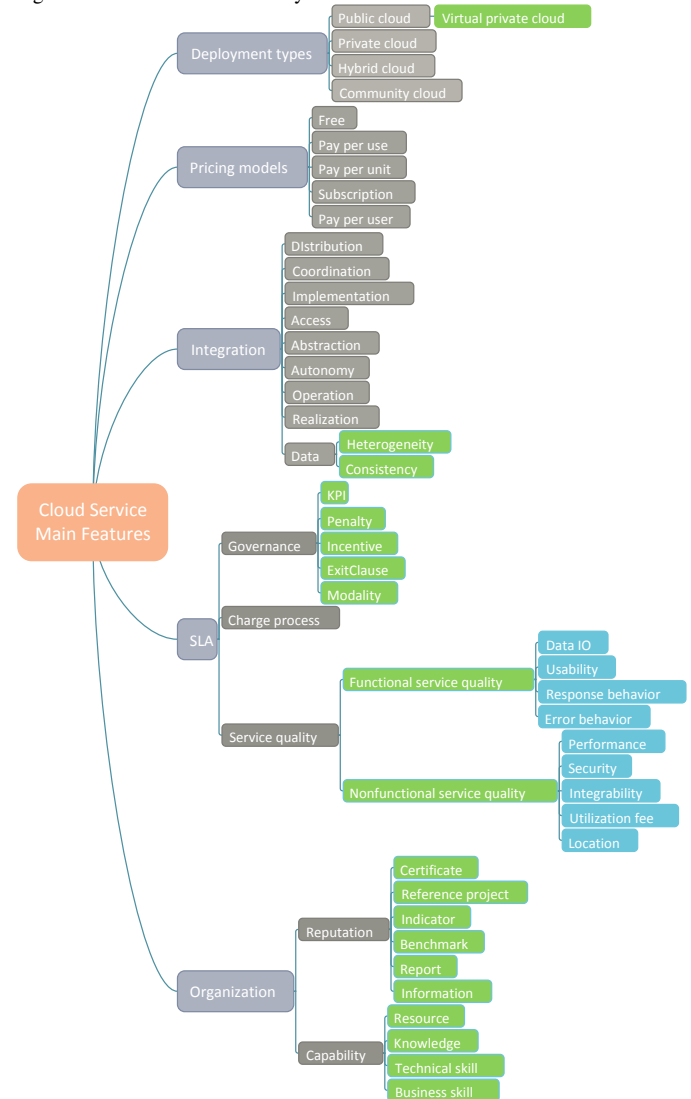 Deployment types
Public cloud
Virtual private cloud
Private cloud
Hybrid cloud
Community cloud
Pricing models
Free
Pay per use
Pay per unit
Subscription
Pay per user
Integration
DIstribution
Coordination
Implementation
Access
Abstraction
Autonomy
Operation
Realization
Data
Heterogeneity
Consistency
Cloud Service
Main Features
SLA
Governance
KPI
Penalty
Incentive
ExitClause
Modality
Charge process
Service quality
Functional service quality
Data IO
Usability
Response behavior
Error behavior
Nonfunctional service quality
Performance
Security
Integrability
Utilization fee
Location
Organization
Reputation
Certificate
Reference project
Indicator
Benchmark
Report
Information
Capability
Resource
Knowledge
Technical skill
Business skill